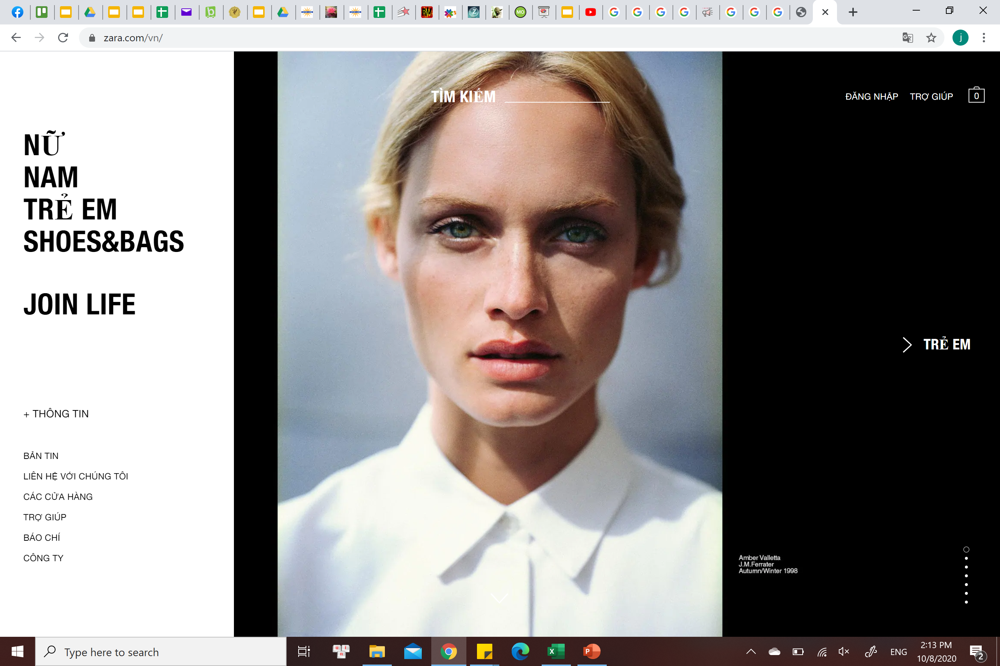 zara.com/vn/
TÌM KIẾM
ĐĂNG NHẬP TRỢ GIÚP 0
NỮ
NAM
TRẺ EM
SHOES&BAGS
JOIN LIFE
TRẺ EM
+ THÔNG TIN
BẢN TIN
LIÊN HỆ VỚI CHÚNG TÔI
CÁC CỬA HÀNG
TRỢ GIÚP
BÁO CHÍ
CÔNG TY
Amber Valletta
J.M.Ferrater
Autumn/Winter 1998
Type here to search
ENG
2:13 PM
10/8/2020
2